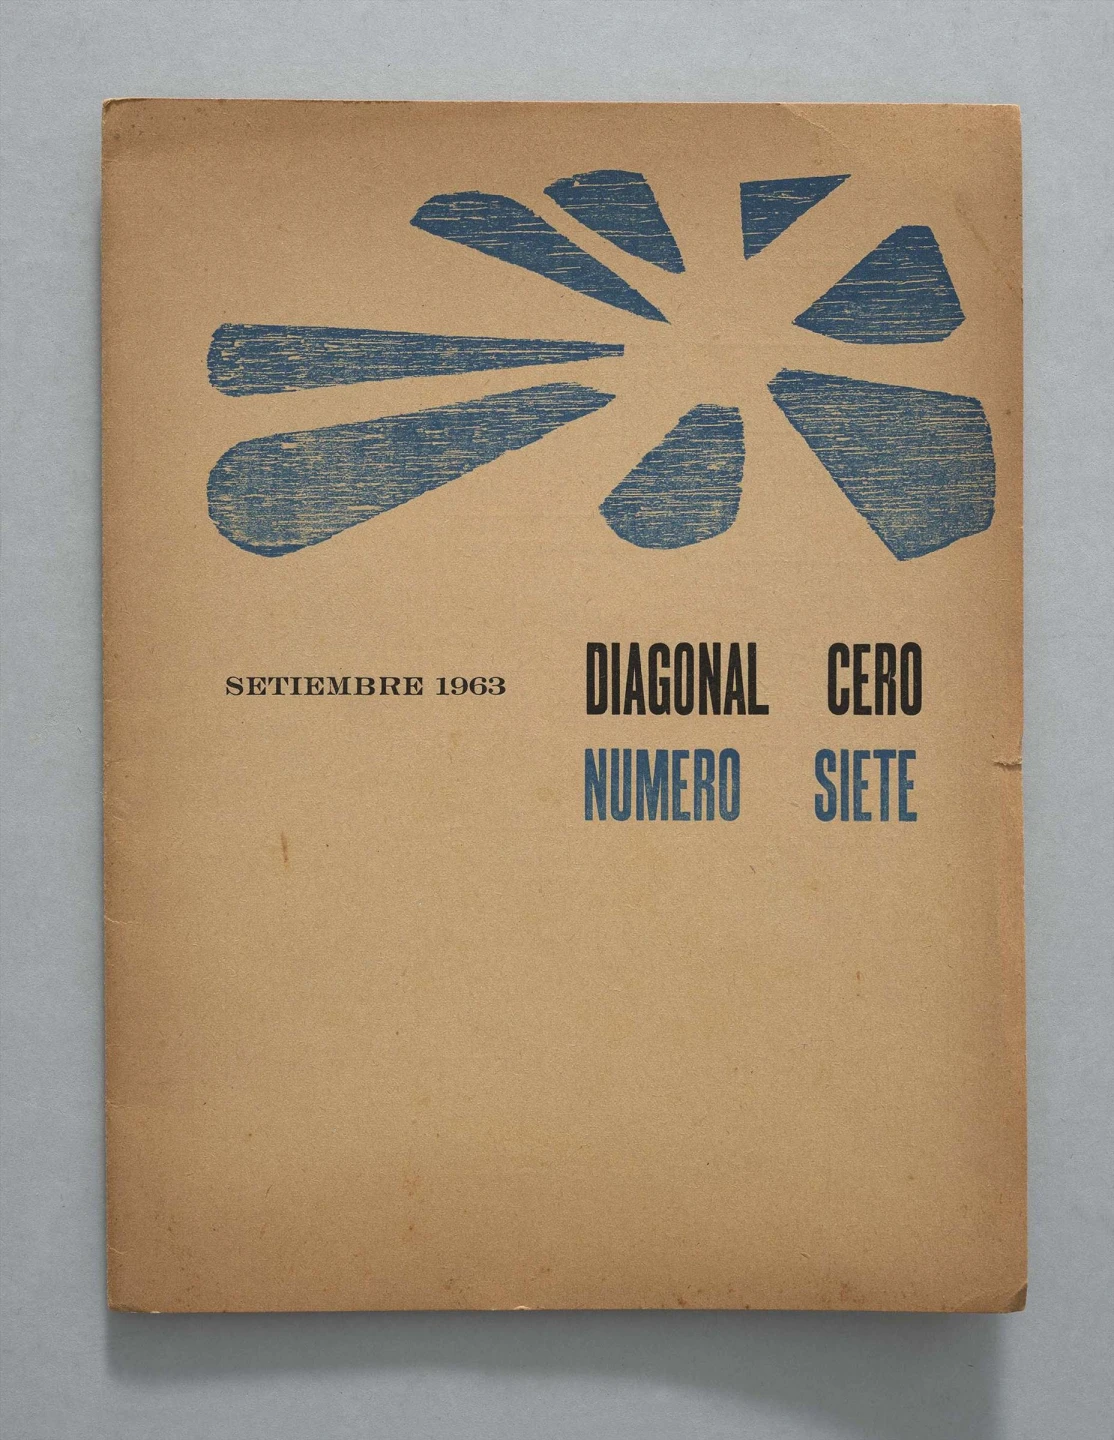 SETIEMBRE 1963
DIAGONAL CERO
NUMERO SIETE